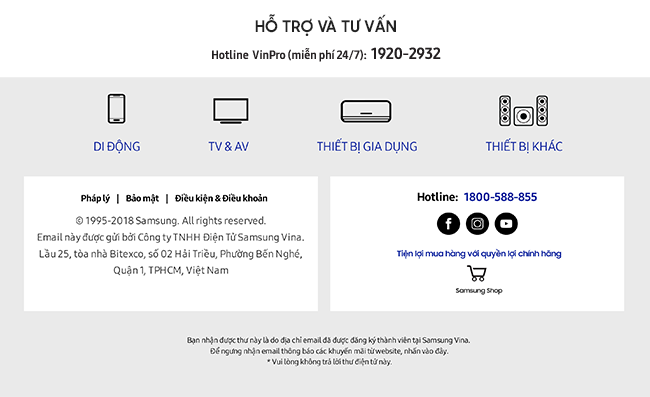 HỖ TRỢ VÀ TƯ VẤN
Hotline VinPro (miễn phí 24/7): 1920-2932
DI ĐỘNG
TV & AV
THIẾT BỊ GIA DỤNG
THIẾT BỊ KHÁC
Pháp lý | Bảo mật | Điều kiện & Điều khoản
© 1995-2018 Samsung. All rights reserved.
Email này được gửi bởi Công ty TNHH Điện Tử Samsung Vina.
Lầu 25, tòa nhà Bitexco, số 02 Hải Triều, Phường Bến Nghé,
Quận 1, TPHCM, Việt Nam
Hotline: 1800-588-855
Tiện lợi mua hàng với quyền lợi chính hãng
Samsung Shop
Bạn nhận được thư này là do địa chỉ email đã được đăng ký thành viên tại Samsung Vina.
Để ngưng nhận email thông báo các khuyến mãi từ website, nhấn vào đây.
* Vui lòng không trả lời thư điện tử này.